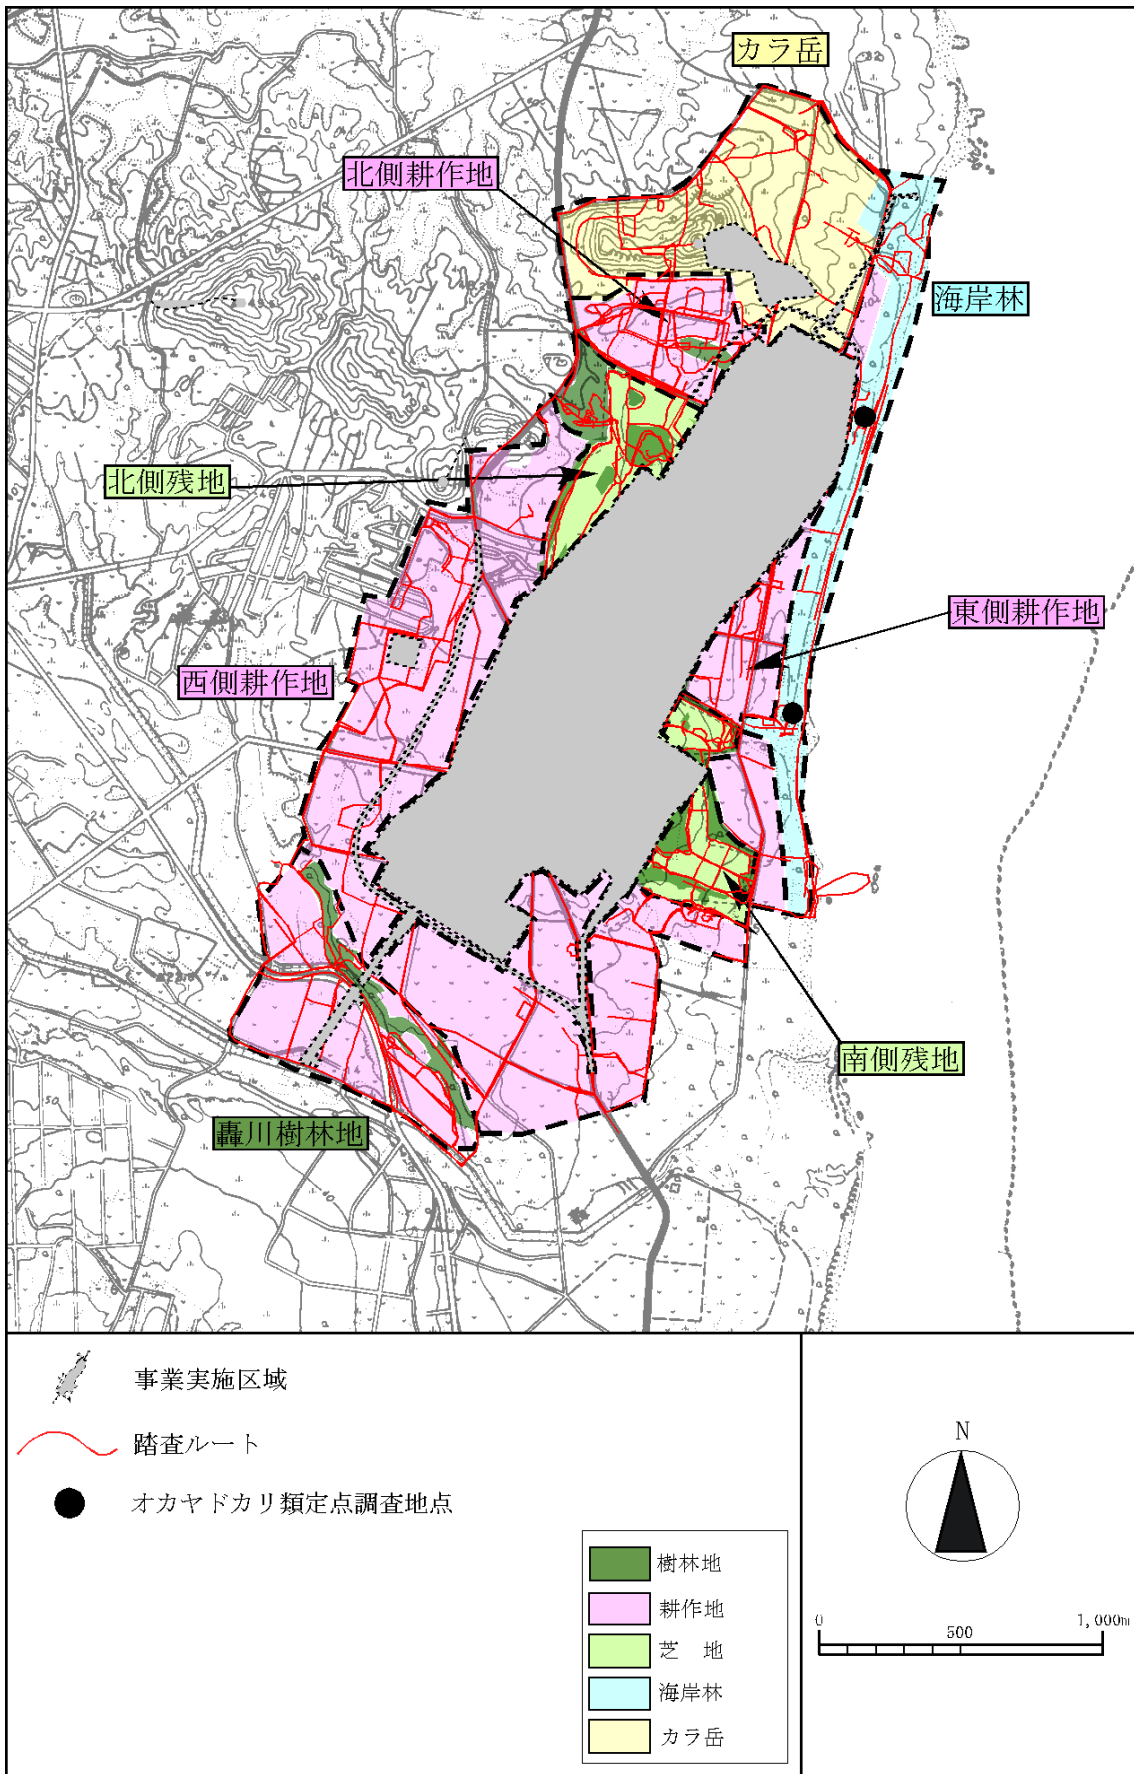 カラ岳
北側耕作地
海岸林
北側残地
東側耕作地
西側耕作地
南側残地
轟川樹林地
事業実施区域
踏査ルート
オカヤドカリ類定点調査地点
樹林地
耕作地
芝　地
海岸林
カラ岳
N
0
500
1,000m